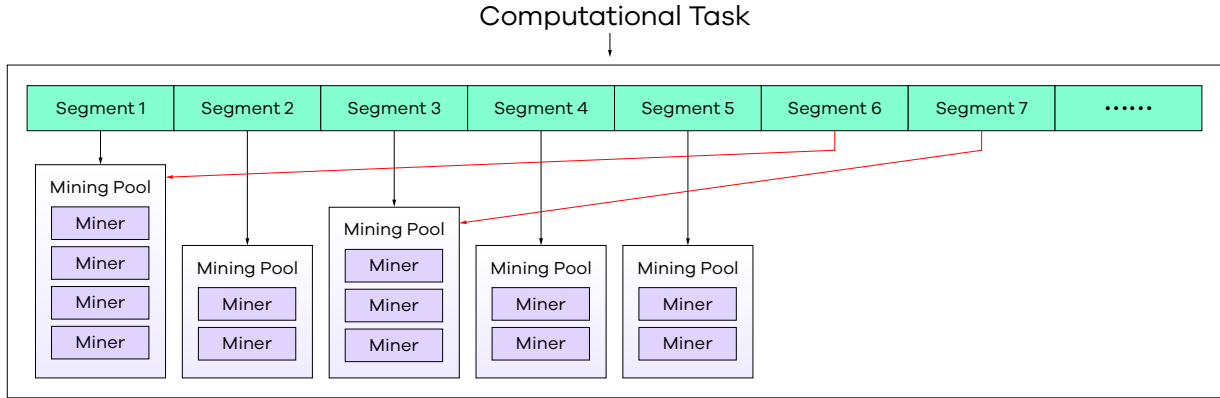 Computational Task
Segment 1 Segment 2 Segment 3 Segment 4 Segment 5 Segment 6 Segment 7 ······
Mining Pool
Miner
Miner
Miner
Miner
Mining Pool
Miner
Miner
Mining Pool
Miner
Miner
Miner
Mining Pool
Miner
Miner
Mining Pool
Miner
Miner